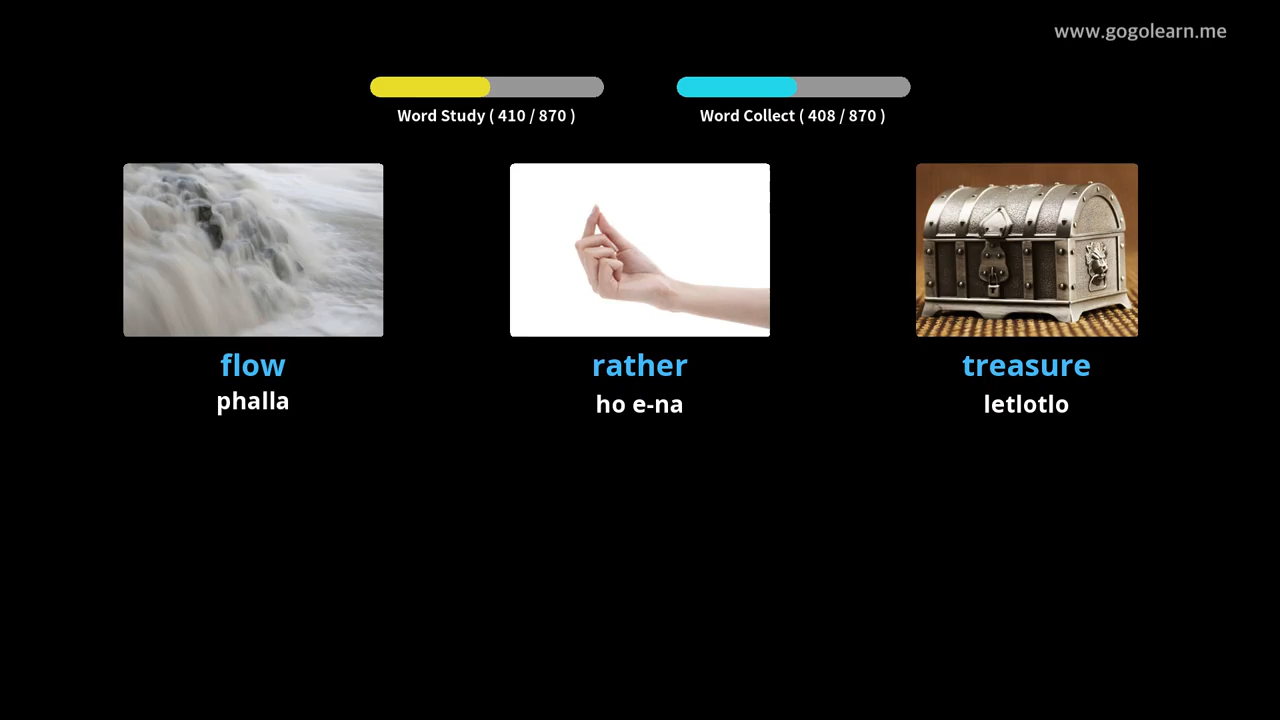 www.gogolearn.me
Word Study ( 410 / 870 )
Word Collect ( 408 / 870 )
flow
phalla
rather
ho e-na
treasure
letlotlo